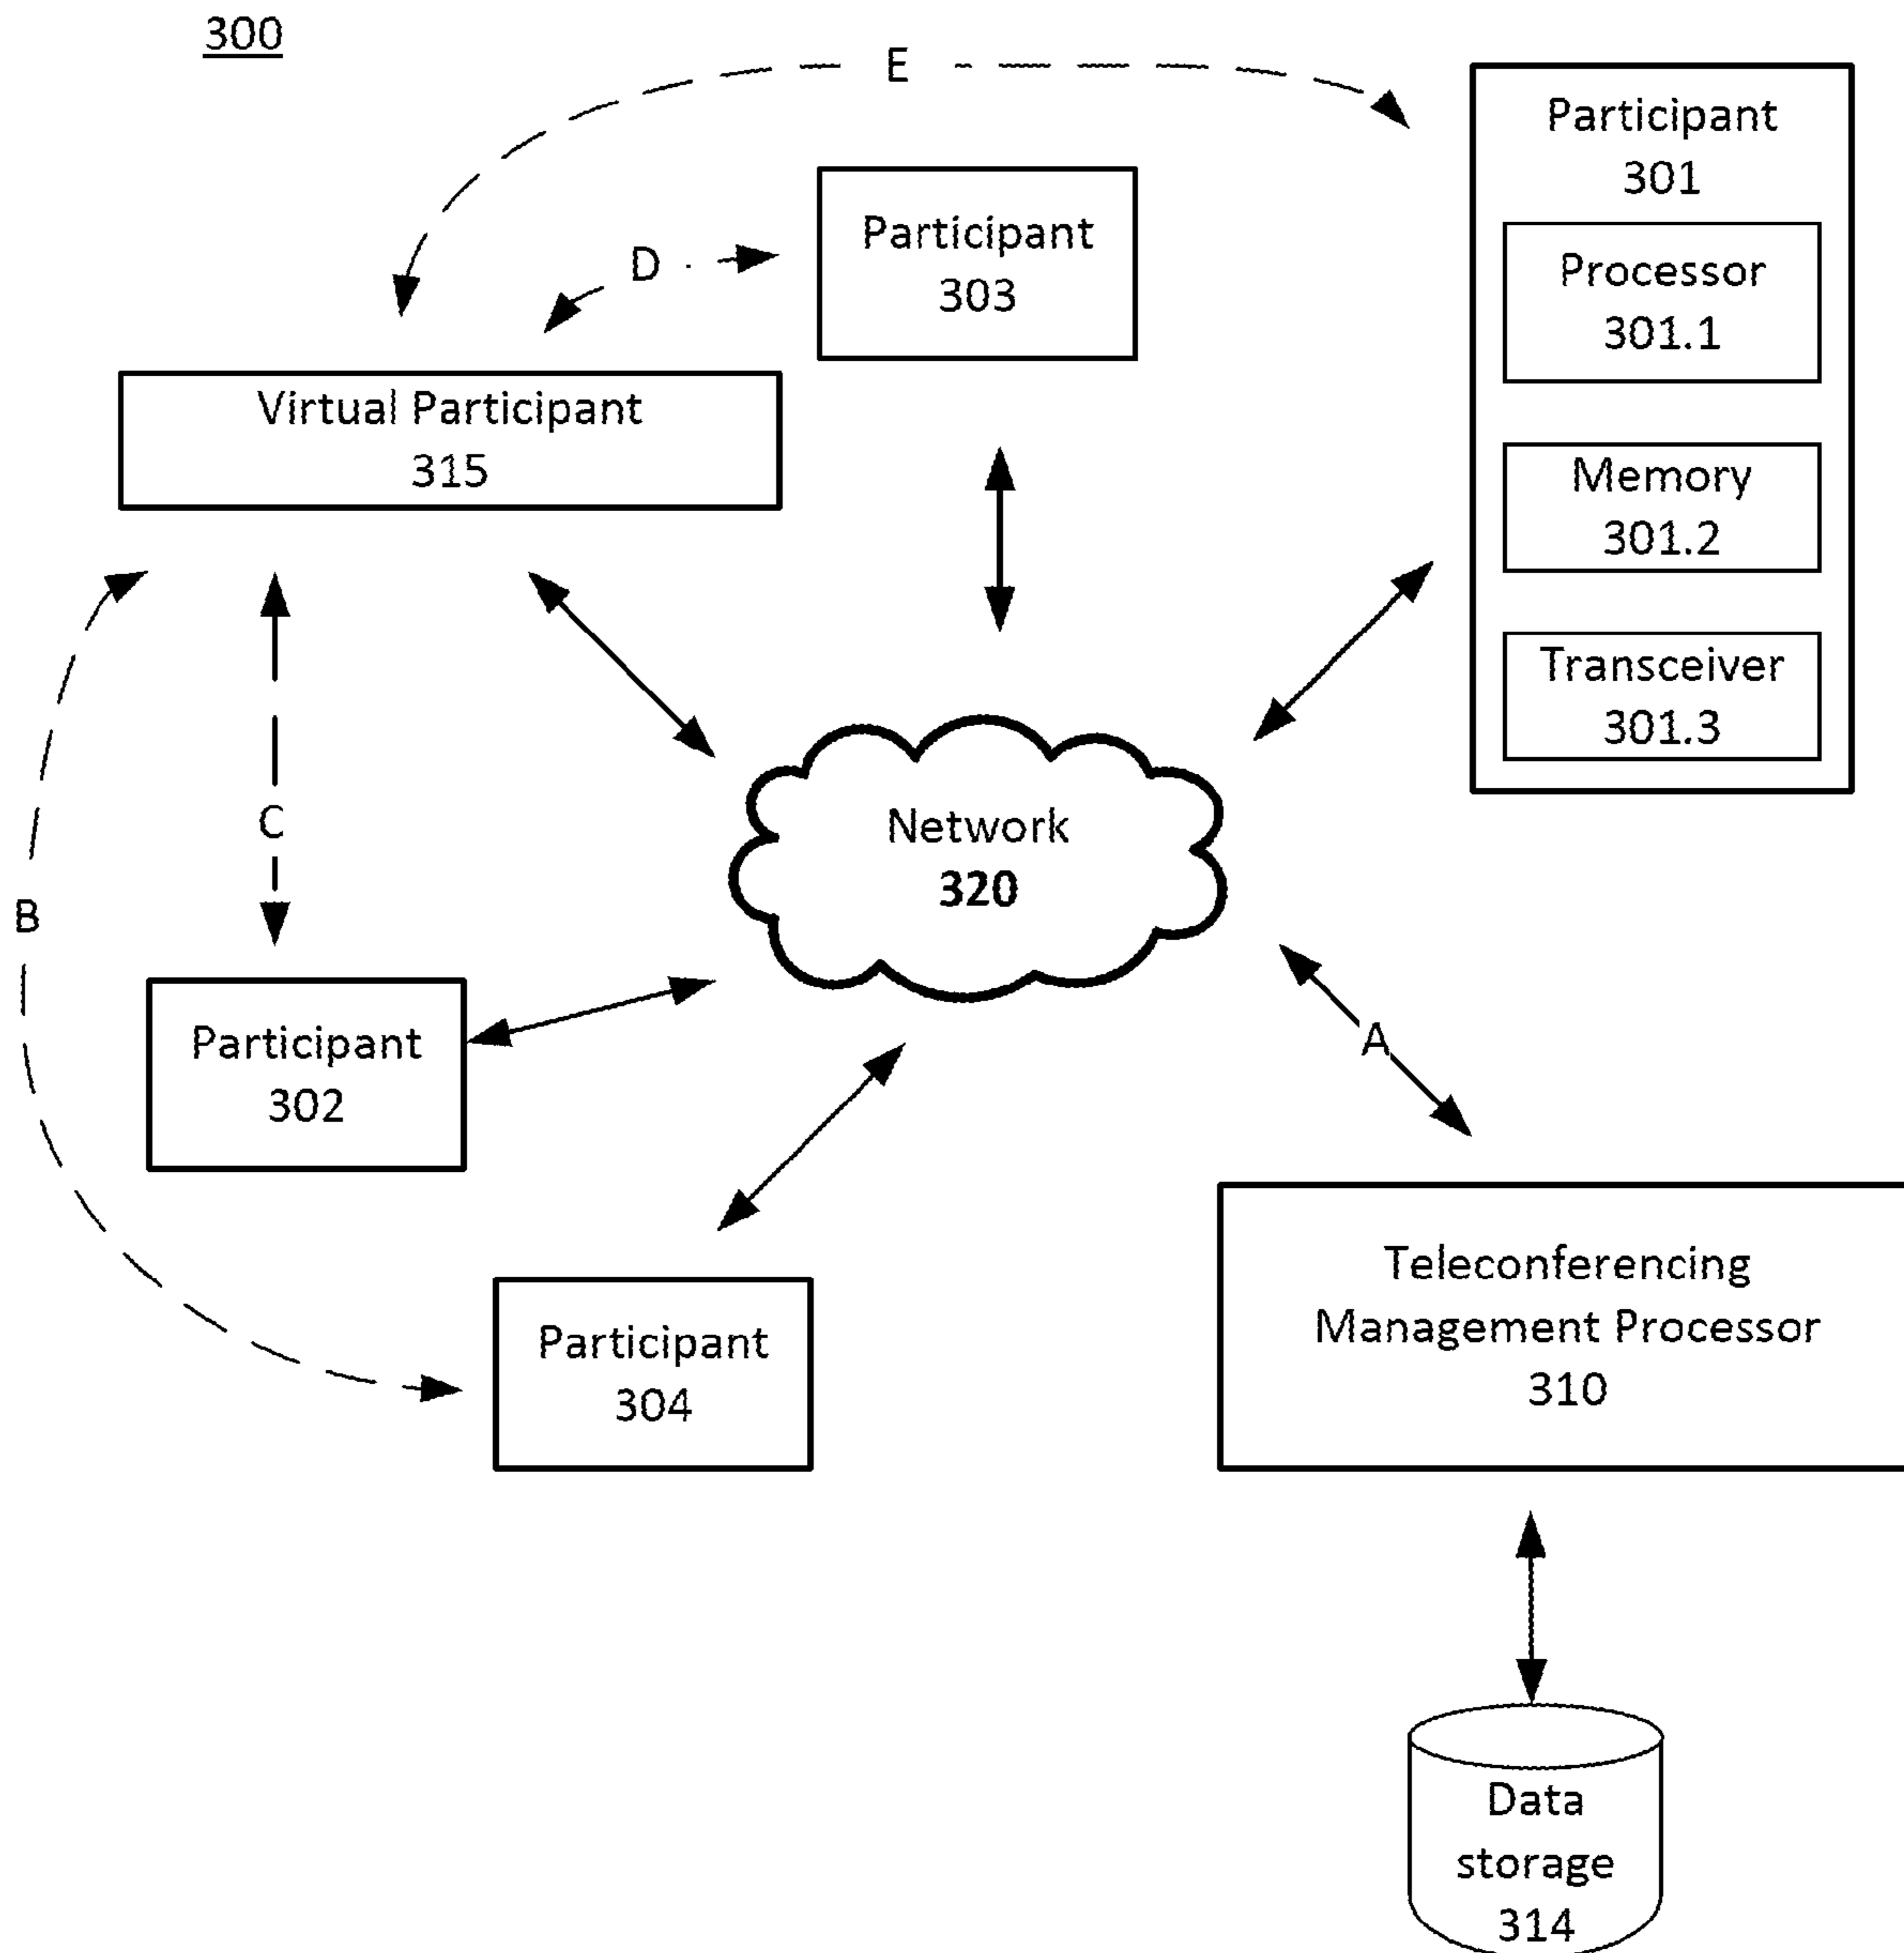 300
E
Participant
301
Processor
301.1
Memory
301.2
Transceiver
301.3
Participant
303
D
Virtual Participant
315
C
B
Network
320
A
Participant
302
Participant
304
Teleconferencing
Management Processor
310
Data
storage
314